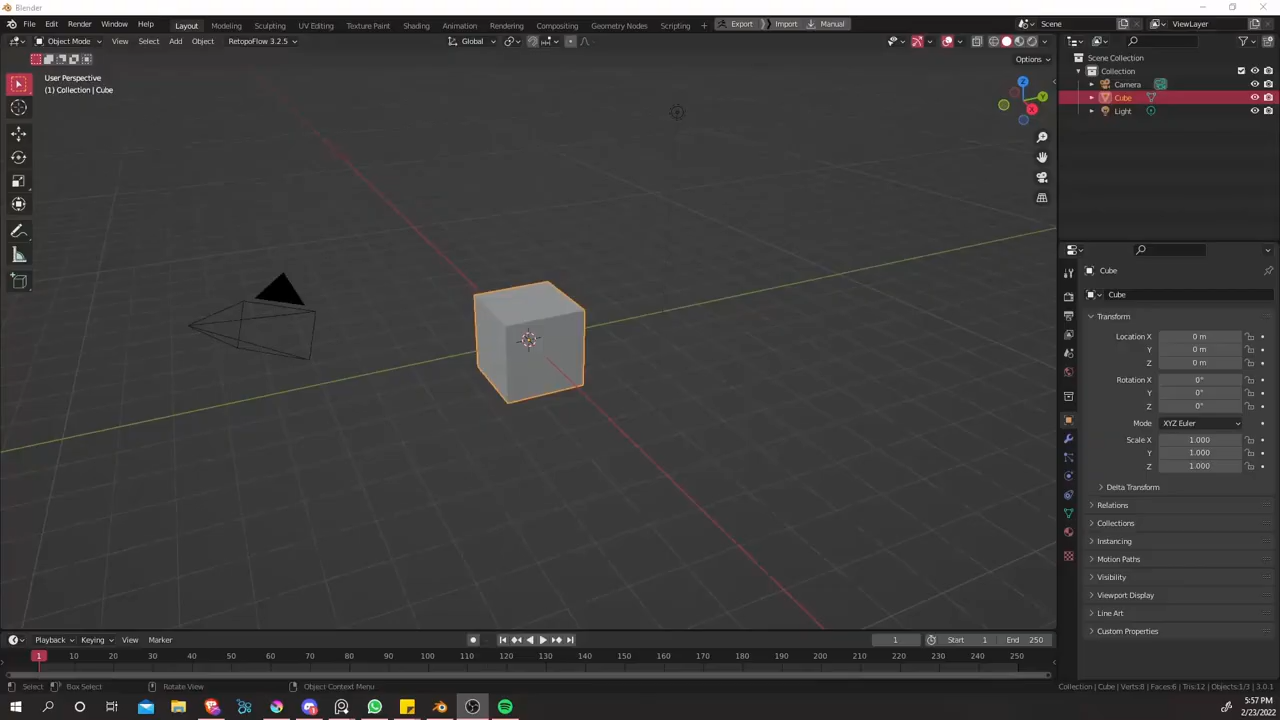 Blender
File Edit Render Window Help Layout Modeling Sculpting UV Editing Texture Paint Shading Animation Rendering Compositing Geometry Nodes Scripting + Export Import Manual Scene ViewLayer
Object Mode View Select Add Object RetopoFlow 3.2.5 Global
Options
User Perspective
(1) Collection | Cube
Z
Y
X
Scene Collection
Collection
Camera
Cube
Light
Cube
Cube
Transform
Location X 0 m
Y 0 m
Z 0 m
Rotation X 0°
Y 0°
Z 0°
Mode XYZ Euler
Scale X 1.000
Y 1.000
Z 1.000
Delta Transform
Relations
Collections
Instancing
Motion Paths
Visibility
Viewport Display
Line Art
Custom Properties
Playback Keying View Marker 1 Start 1 End 250
1 10 20 30 40 50 60 70 80 90 100 110 120 130 140 150 160 170 180 190 200 210 220 230 240 250
Select Box Select Rotate View Object Context Menu Collection | Cube | Verts:8 | Faces:6 | Tris:12 | Objects:1/3 | 3.0.1
5:57 PM
2/23/2022